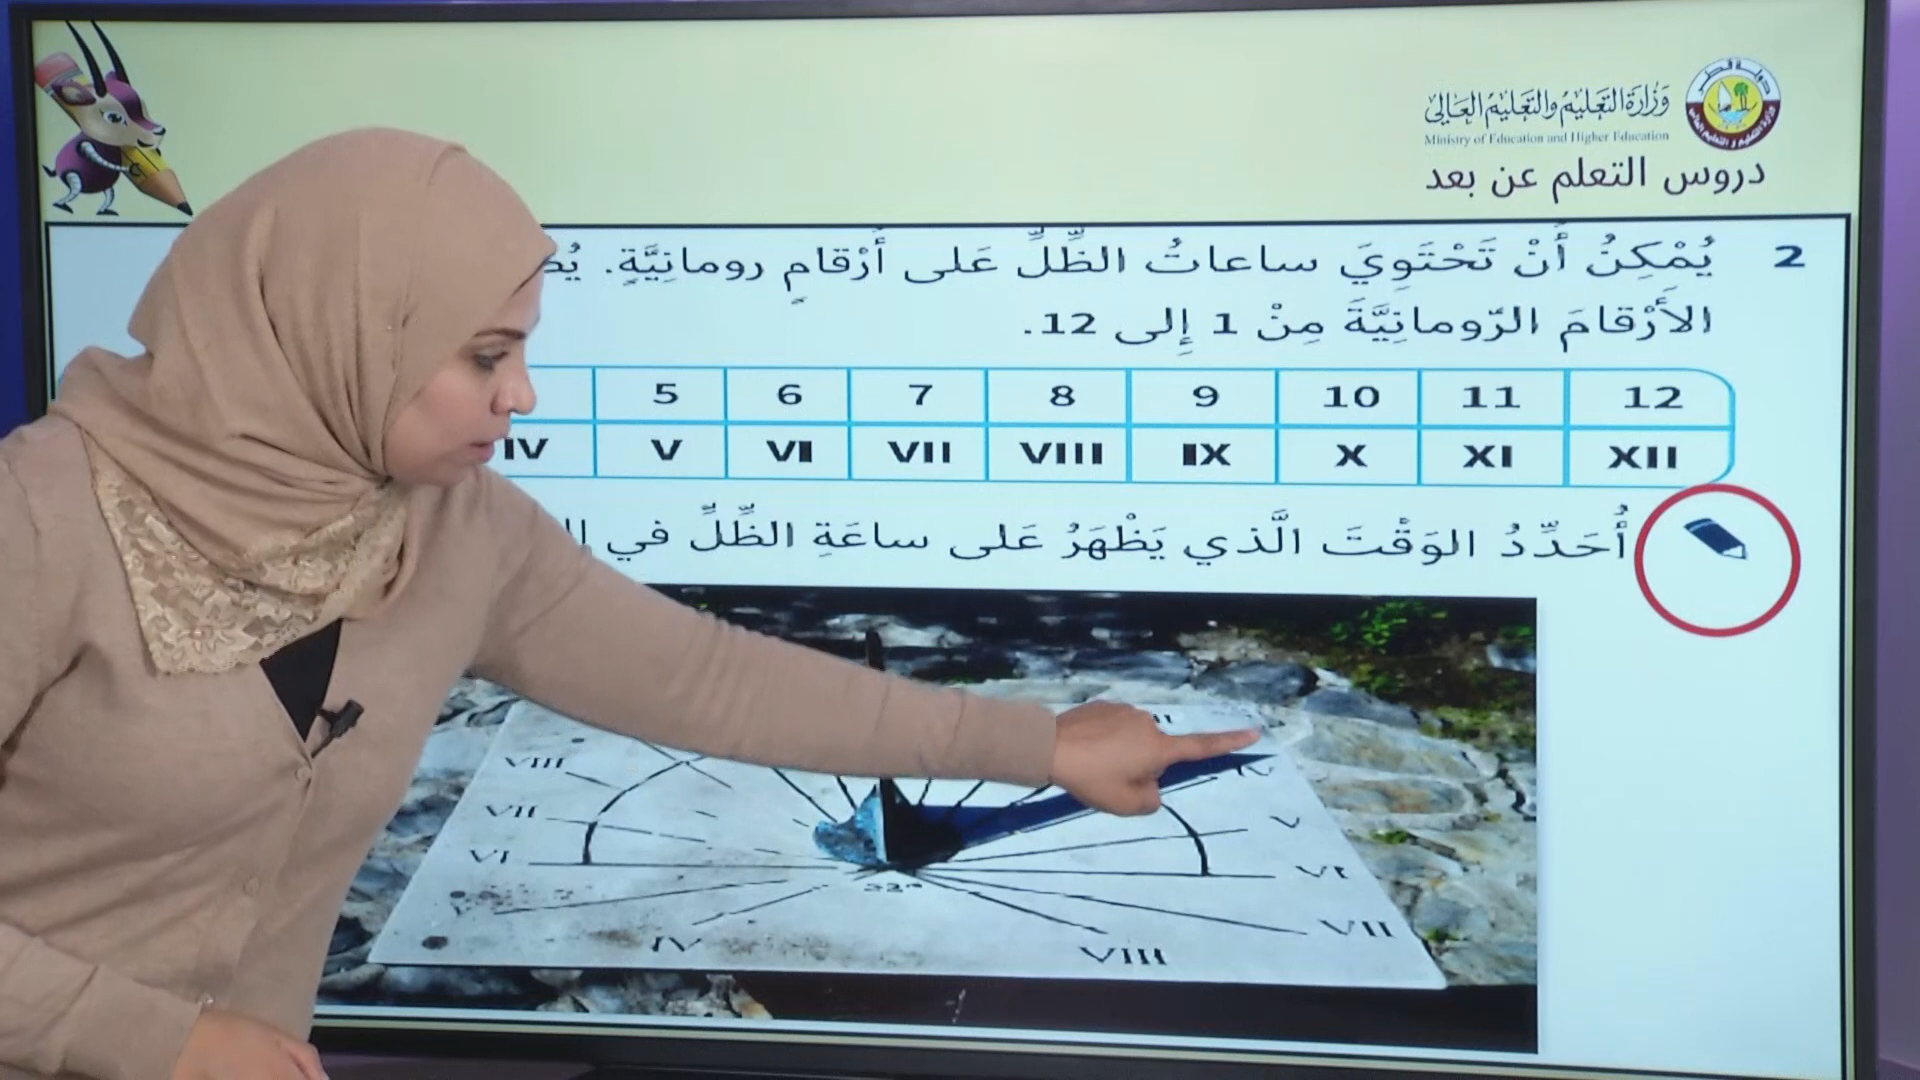 وزارة التعليم والتعليم العالي
Ministry of Education and Higher Education
دروس التعلم عن بعد
2 يُمْكِنُ أَنْ تَحْتَوِيَ ساعاتُ الظِّلِّ عَلى أَرْقامٍ رومانِيَّةٍ.
الأَرْقامَ الرّومانِيَّةَ مِنْ 1 إِلى 12.
5 6 7 8 9 10 11 12
IV V VI VII VIII IX X XI XII
أُحَدِّدُ الوَقْتَ الَّذي يَظْهَرُ عَلى ساعَةِ الظِّلِّ في
VIII IV
VII V
VI VI
V VII
IV VIII
32°